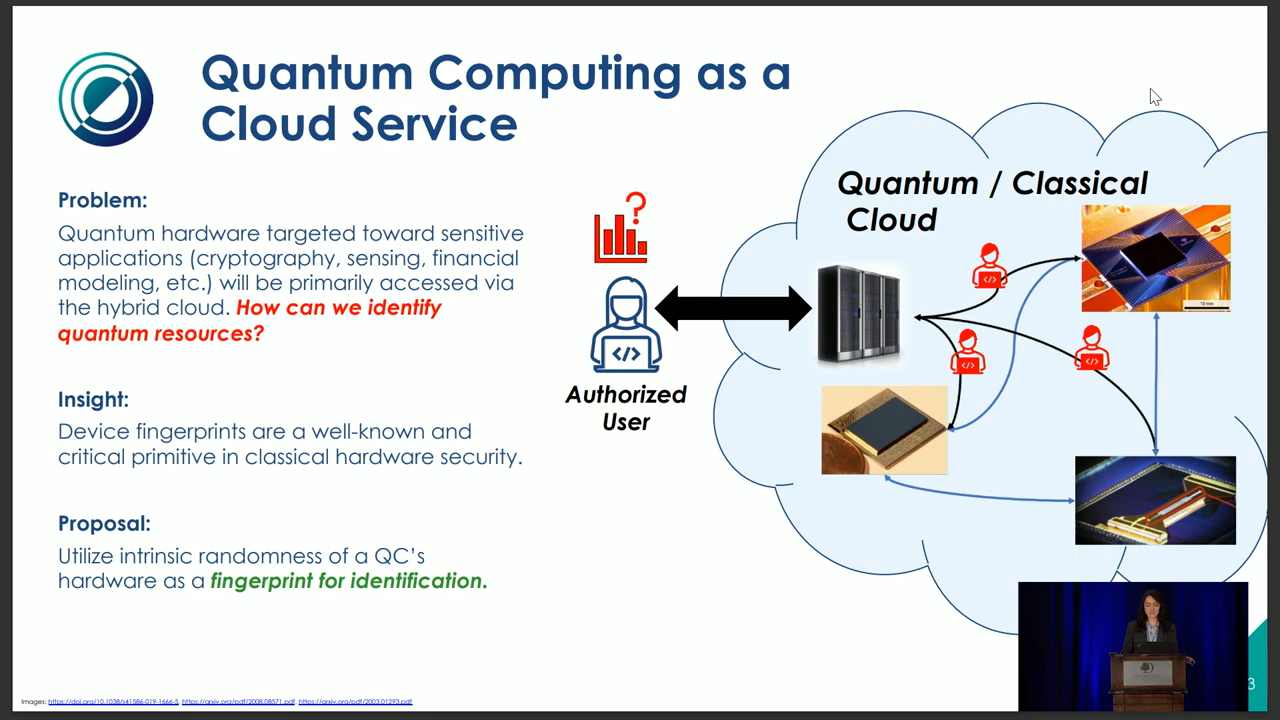 Quantum Computing as a
Cloud Service
Problem:
Quantum hardware targeted toward sensitive
applications (cryptography, sensing, financial
modeling, etc.) will be primarily accessed via
the hybrid cloud. How can we identify
quantum resources?
Insight:
Device fingerprints are a well-known and
critical primitive in classical hardware security.
Proposal:
Utilize intrinsic randomness of a QC's
hardware as a fingerprint for identification.
?
</>
Authorized
User
Quantum / Classical
Cloud
</>
</>
</>
10 mm
Images: https://doi.org/10.1038/s41586-019-1666-5, https://arxiv.org/pdf/2008.08571.pdf, https://arxiv.org/pdf/2003.01293.pdf
3